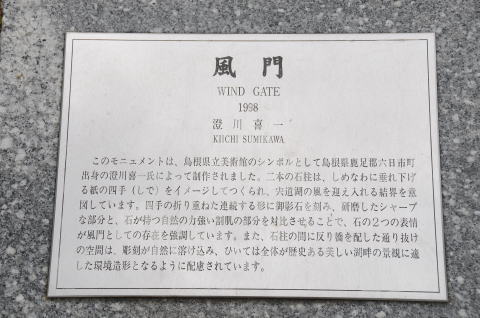 風門
WIND GATE
1998
澄川喜一
KIICHI SUMIKAWA
このモニュメントは、島根県立美術館のシンボルとして島根県鹿足郡六日市町
出身の澄川喜一氏によって制作されました。二本の石柱は、しめなわに垂れ下が
る紙の四手（しで）をイメージしてつくられ、宍道湖の風を迎え入れる結界を意
図しています。四手の折り重ねた連続する形に御影石を刻み、研磨したシャープ
な部分と、石が持つ自然の力強い割肌の部分を対比させることで、石の２つの表情
が風門としての存在を強調しています。また、石柱の間に反り橋を配した通り抜け
の空間は、彫刻が自然に溶け込み、ひいては全体が歴史ある美しい湖畔の景観に適
した環境造形となるように配慮されています。